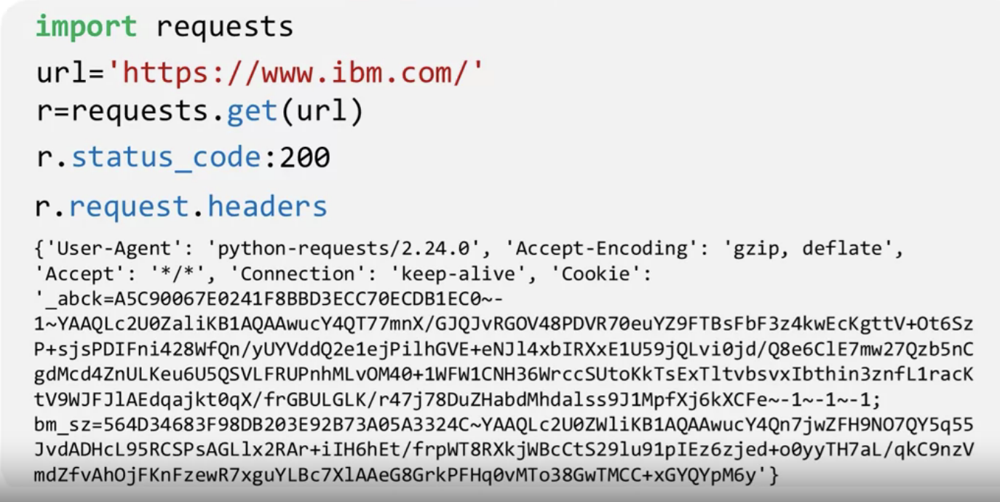 import requests
url='https://www.ibm.com/'
r=requests.get(url)
r.status_code:200
r.request.headers
{'User-Agent': 'python-requests/2.24.0', 'Accept-Encoding': 'gzip, deflate',
'Accept': '*/*', 'Connection': 'keep-alive', 'Cookie':
'_abck=A5C90067E0241F8BBD3ECC70ECDB1EC0~-
1~YAAQLc2U0ZaliKB1AQAAwucY4QT77mnX/GJQJvRGOV48PDVR70euYZ9FTBsFbF3z4kwEcKgttV+Ot6Sz
P+sjsPDIFni428WfQn/yUYVddQ2e1ejPilhGVE+eNJl4xbIRXxE1U59jQLvi0jd/Q8e6ClE7mw27Qzb5nC
gdMcd4ZnULKeu6U5QSVLFRUPnhMLvOM40+1WFW1CNH36WrccSUtoKkTsExTltvbsvxIbthin3znfL1racK
tV9WJFJlAEdqajkt0qX/frGBULGLK/r47j78DuZHabdMhdalss9J1MpfXj6kXCFe~-1~-1~-1;
bm_sz=564D34683F98DB203E92B73A05A3324C~YAAQLc2U0ZWliKB1AQAAwucY4Qn7jwZFH9NO7QY5q55
JvdADHcL95RCSPsAGLlx2RAr+iIH6hEt/frpWT8RXkjWBcCtS29lu91pIEz6zjed+o0yyTH7aL/qkC9nzV
mdZfvAhOjFKnFzewR7xguYLBc7XlAAeG8GrkPFHq0vMTo38GwTMCC+xGYQYpM6y'}